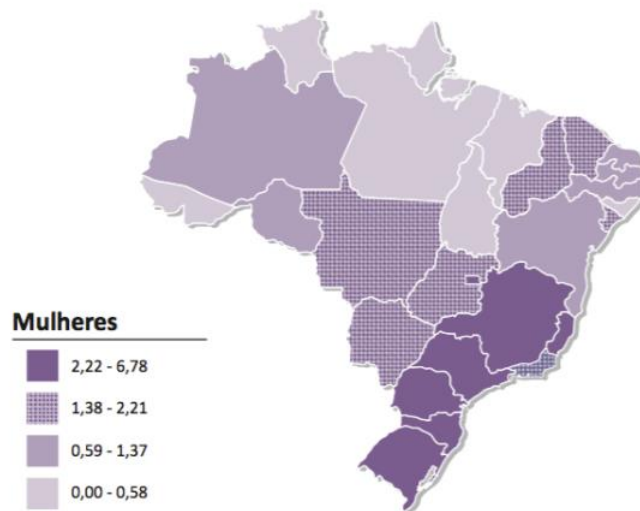 Mulheres
2,22 - 6,78
1,38 - 2,21
0,59 - 1,37
0,00 - 0,58